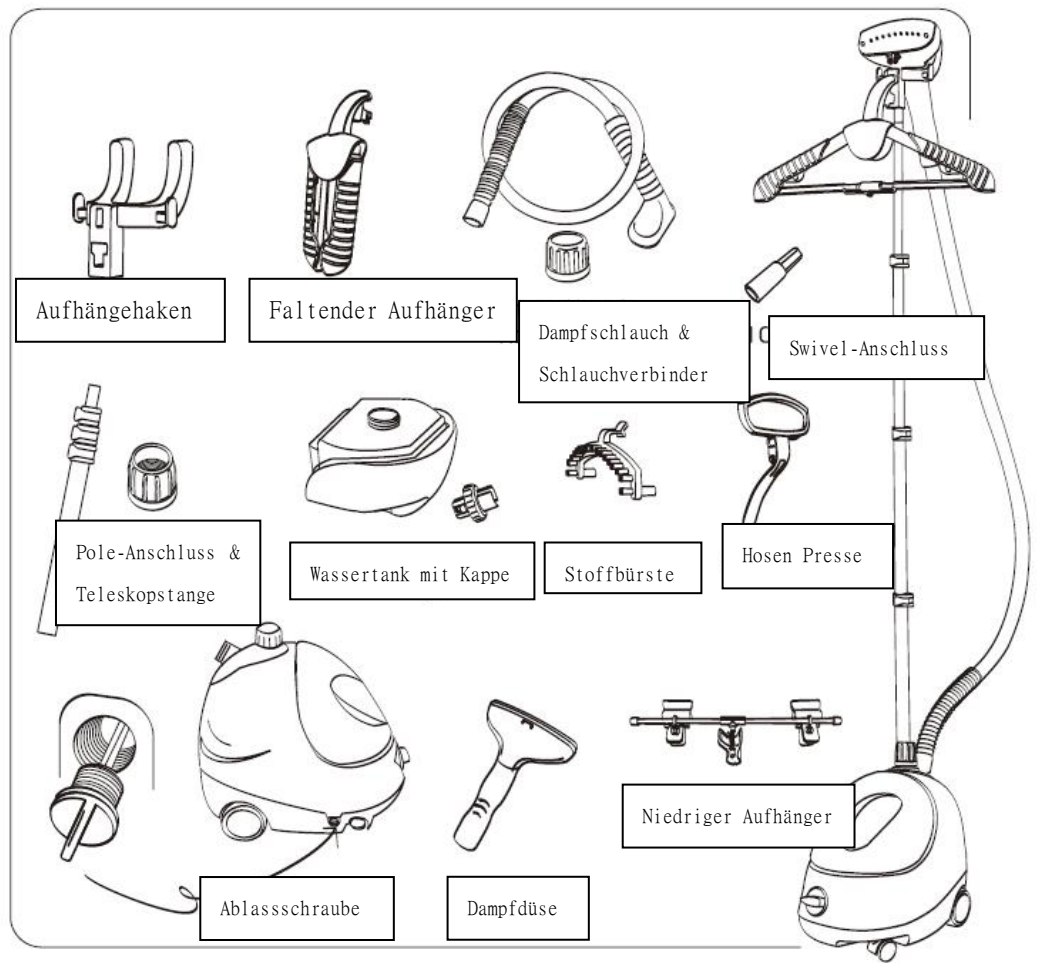 Aufhängehaken
Faltender Aufhänger
Dampfschlauch &
Schlauchverbinder
Swivel-Anschluss
Pole-Anschluss &
Teleskopstange
Wassertank mit Kappe
Stoffbürste
Hosen Presse
Niedriger Aufhänger
Ablassschraube
Dampfdüse